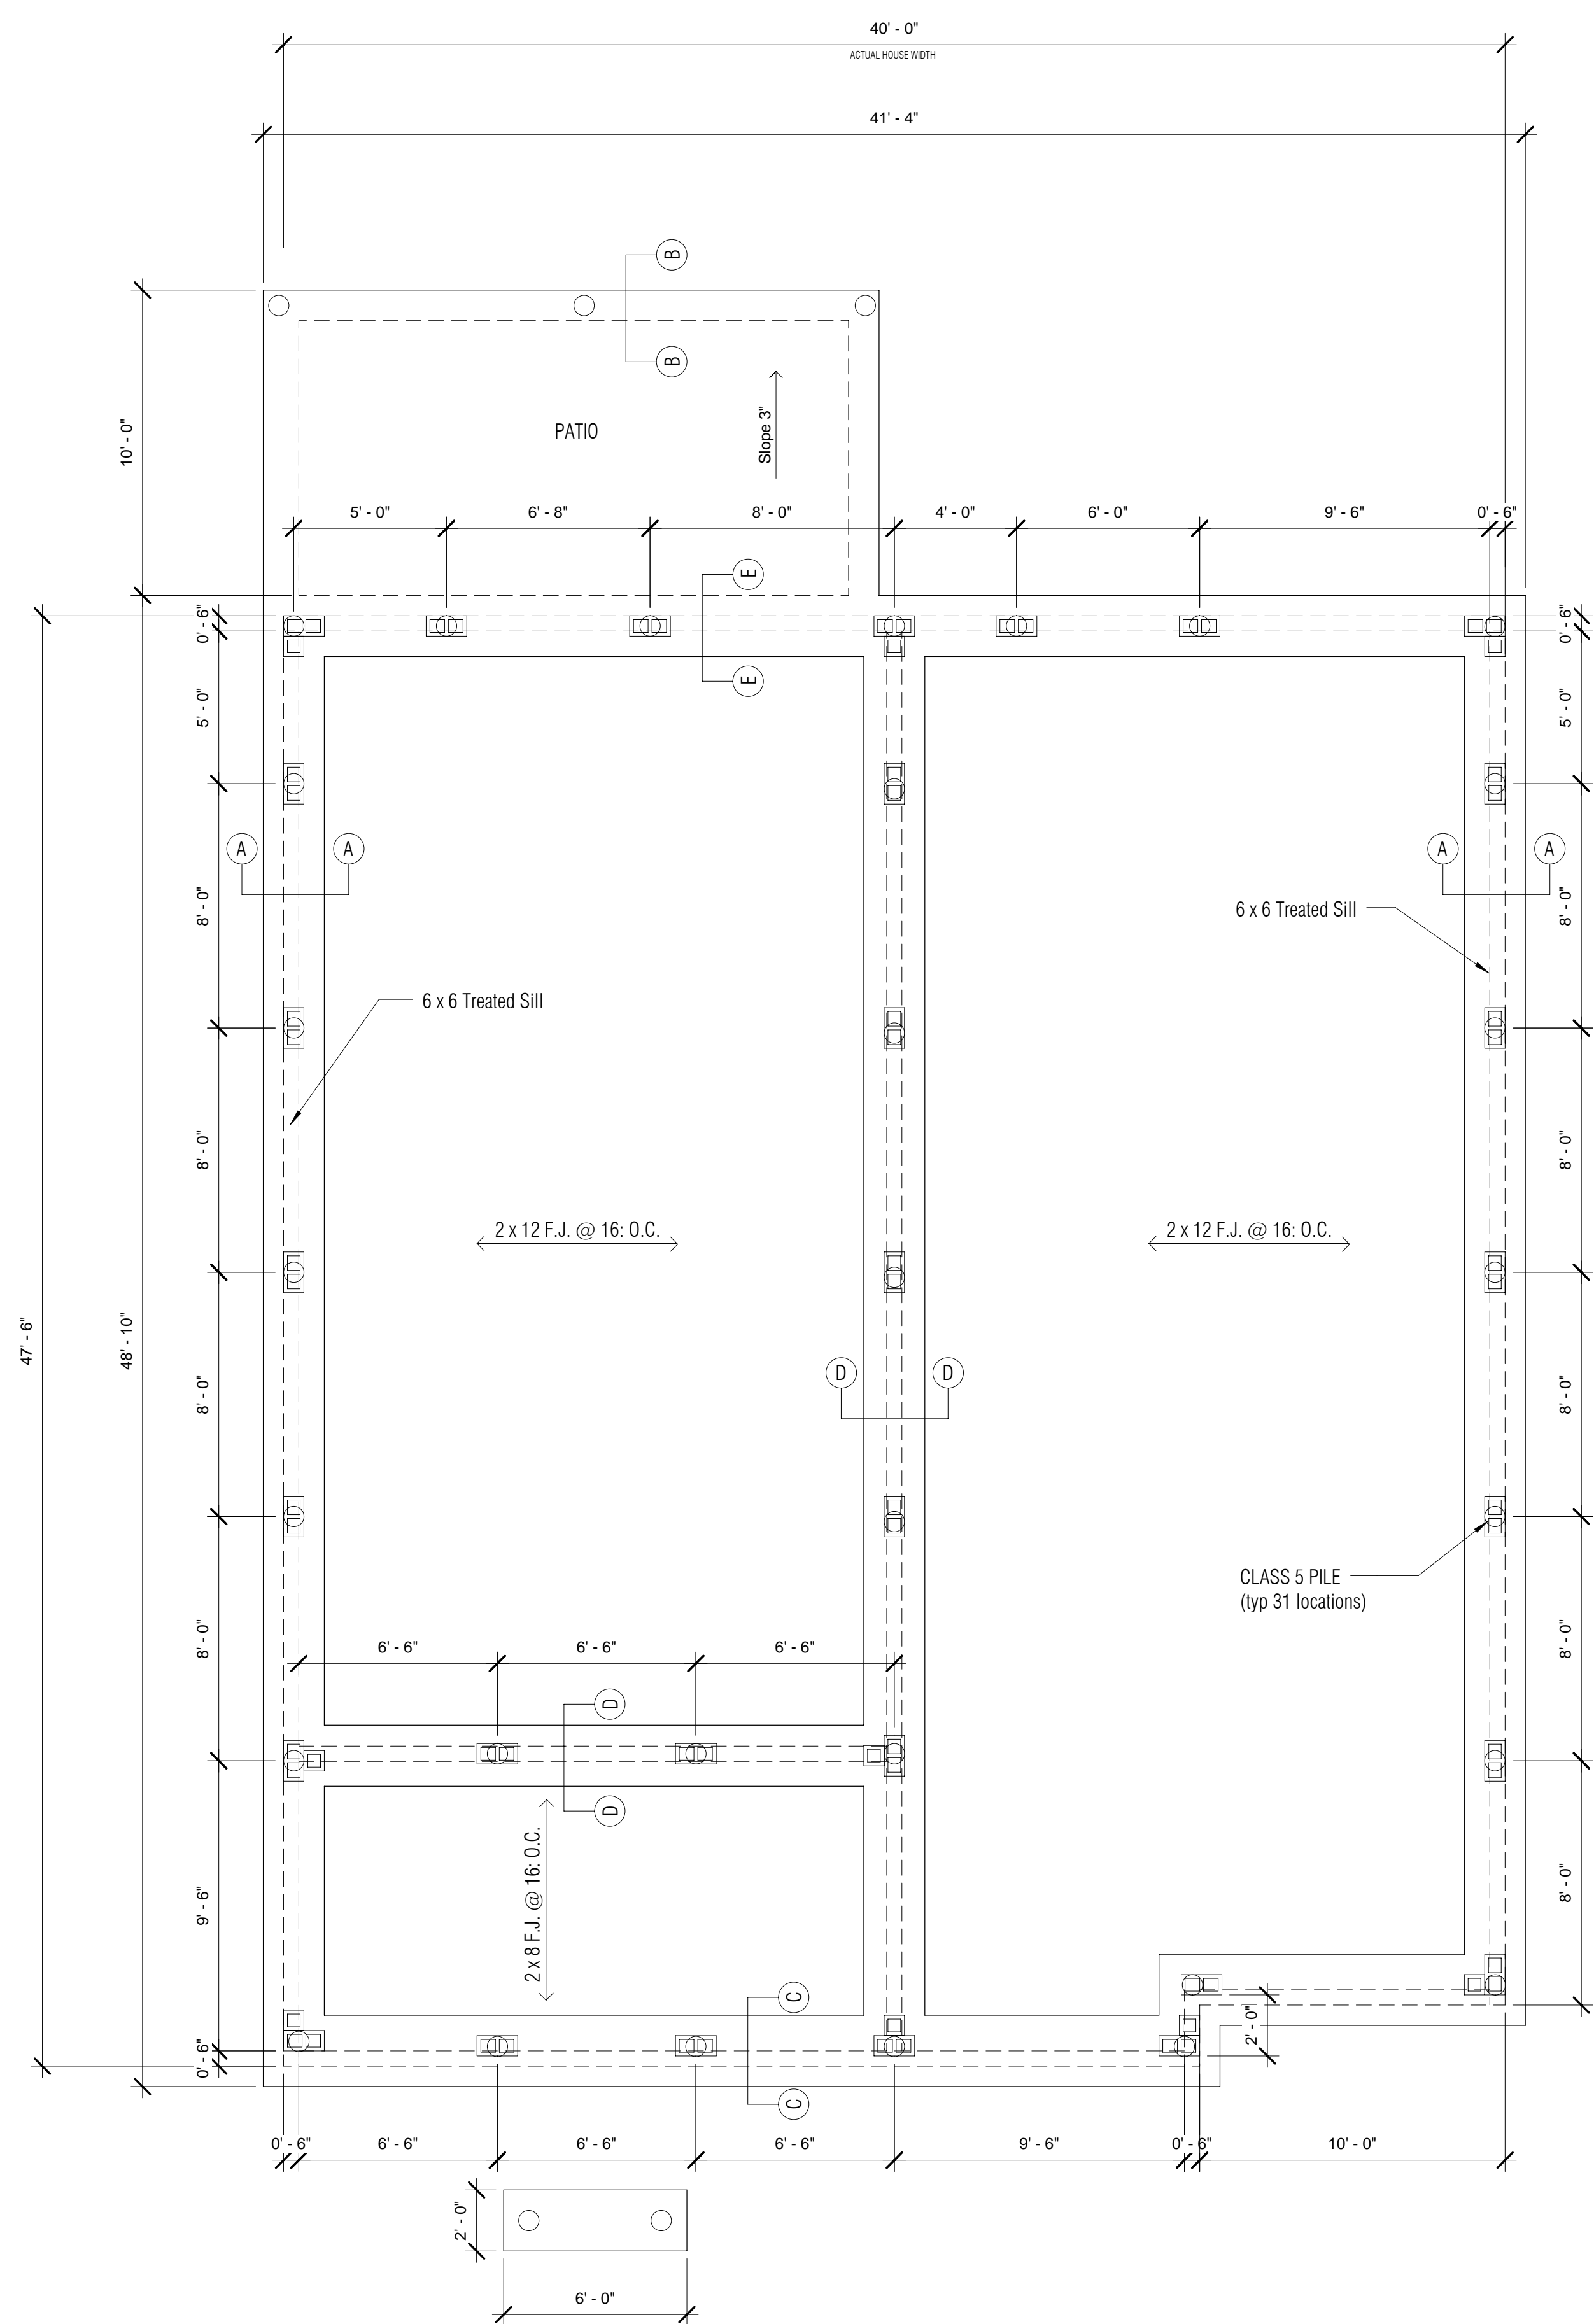 40' - 0"
ACTUAL HOUSE WIDTH
41' - 4"
B
B
10' - 0"
PATIO
Slope 3"
5' - 0"
6' - 8"
8' - 0"
4' - 0"
6' - 0"
9' - 6"
0' - 6"
E
E
0' - 6"
0' - 6"
5' - 0"
5' - 0"
A
A
A
A
8' - 0"
8' - 0"
6 x 6 Treated Sill
6 x 6 Treated Sill
8' - 0"
8' - 0"
2 x 12 F.J. @ 16: O.C.
2 x 12 F.J. @ 16: O.C.
47' - 6"
48' - 10"
D
D
8' - 0"
8' - 0"
CLASS 5 PILE
(typ 31 locations)
8' - 0"
8' - 0"
6' - 6"
6' - 6"
6' - 6"
D
D
9' - 6"
2 x 8 F.J. @ 16: O.C.
8' - 0"
C
C
2' - 0"
0' - 6"
0' - 6"
6' - 6"
6' - 6"
6' - 6"
9' - 6"
0' - 6"
10' - 0"
2' - 0"
6' - 0"